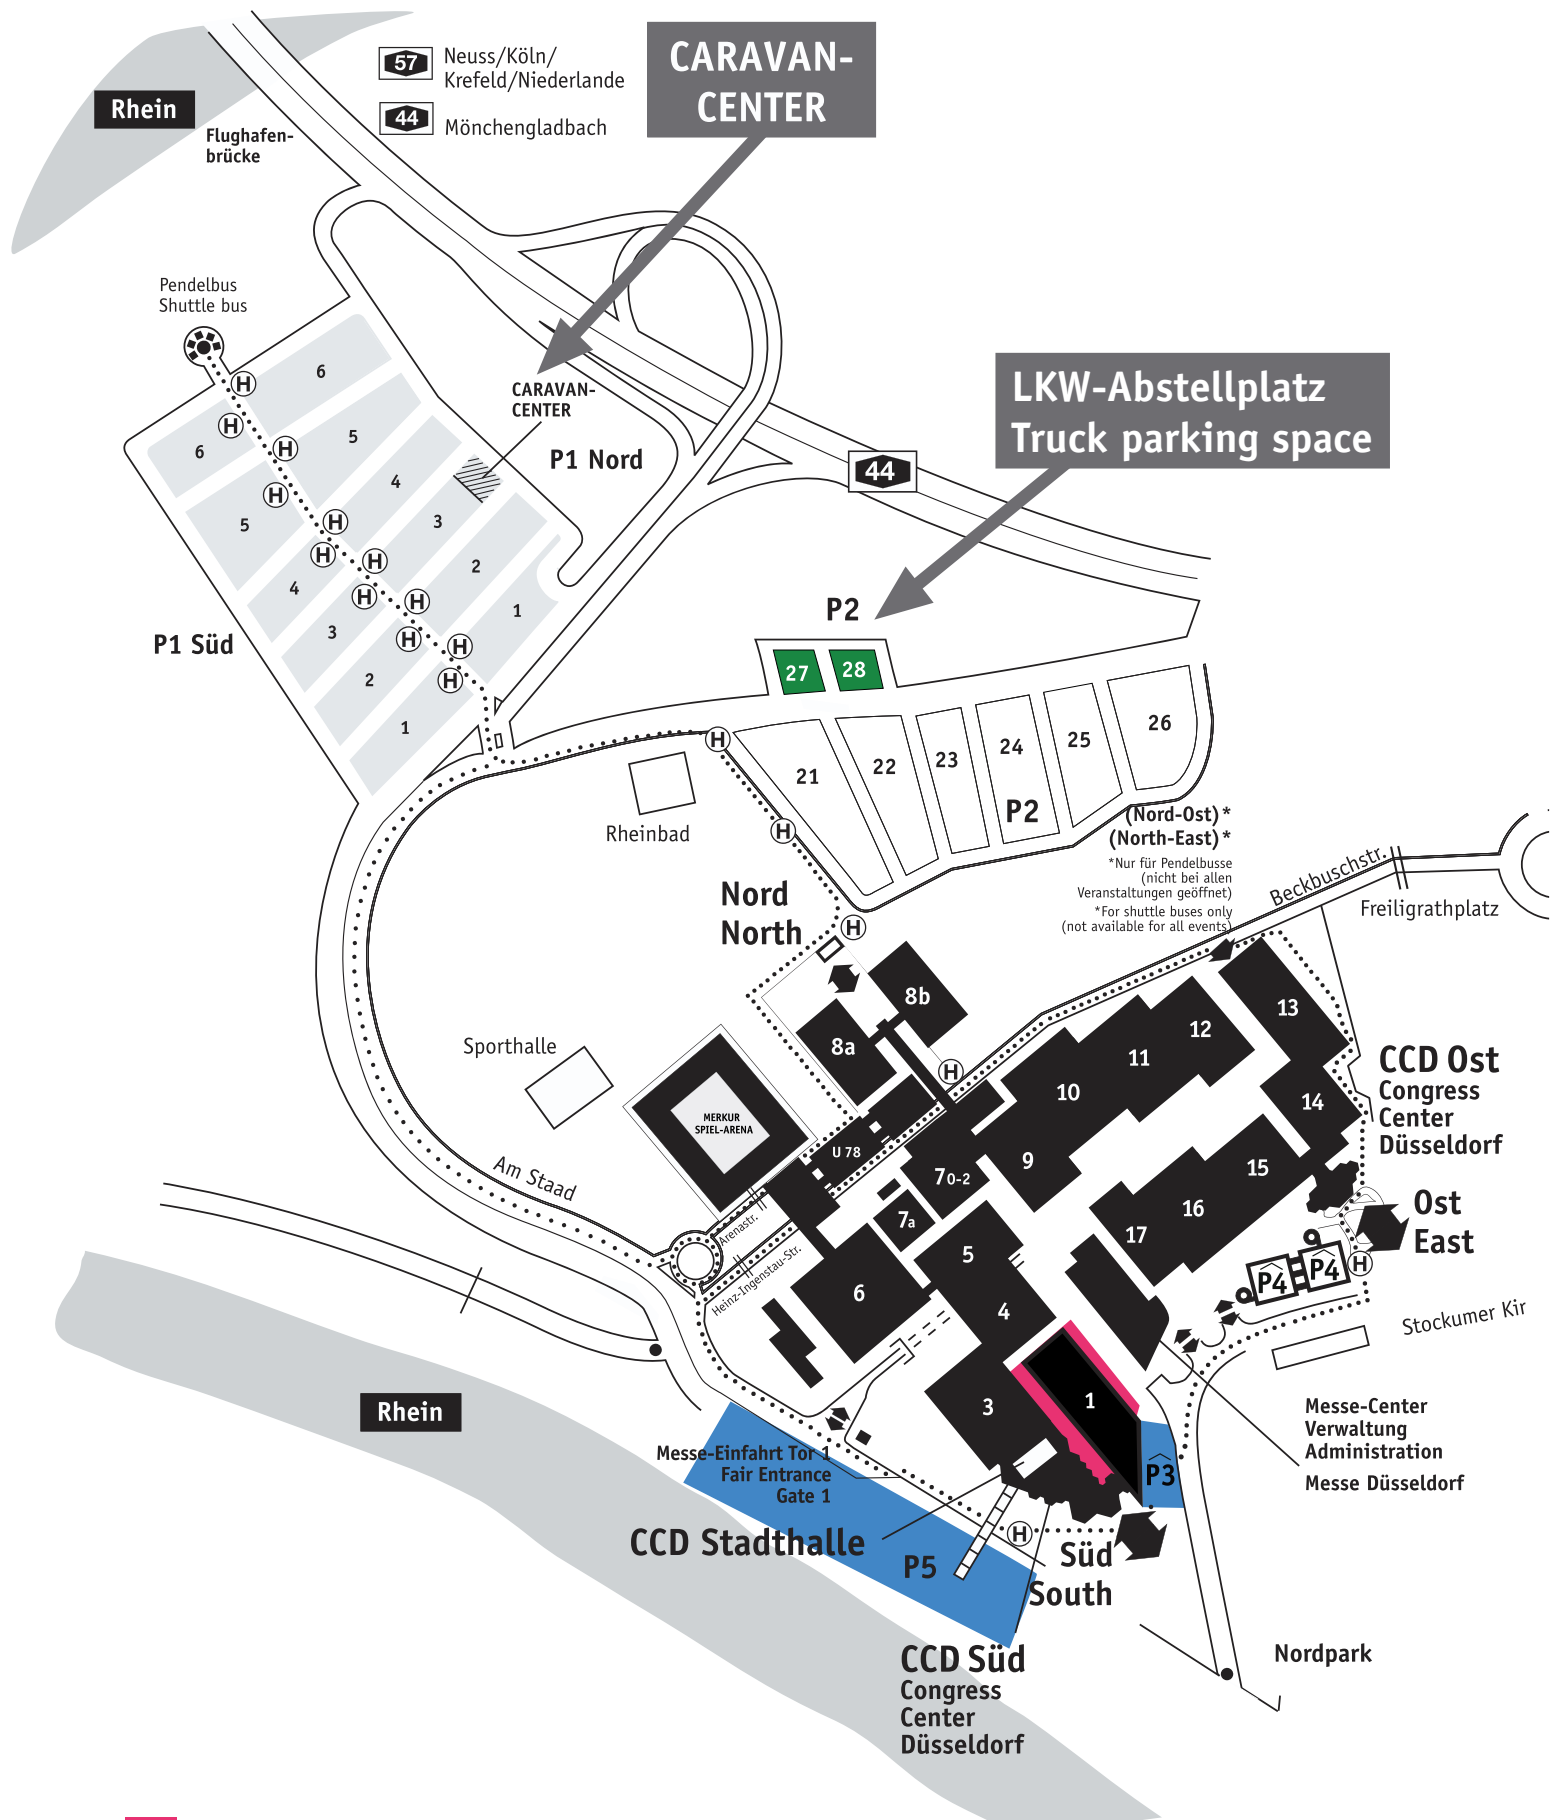 CARAVAN-
CENTER
57
Neuss/Köln/
Krefeld/Niederlande
44
Mönchengladbach
Rhein
Flughafen-
brücke
Pendelbus
Shuttle bus
LKW-Abstellplatz
Truck parking space
CARAVAN-
CENTER
P1 Nord
44
6
H
H
6
5
H
H
5
4
3
H
H
4
2
H
H
3
1
H
H
2
H
H
1
P1 Süd
P2
27
28
21
22
23
24
25
26
P2
H
H
Rheinbad
(Nord-Ost)*
(North-East)*
*Nur für Pendelbusse
(nicht bei allen
Veranstaltungen geöffnet)
*For shuttle buses only
(not available for all events)
Beckbuschstr.
Freiligrathplatz
Nord
North
H
8b
8a
H
13
12
11
10
9
14
15
16
17
CCD Ost
Congress
Center
Düsseldorf
Ost
East
Sporthalle
MERKUR
SPIEL-ARENA
U 78
70-2
7a
5
6
4
3
1
Am Staad
Arenastr.
Heinz-Ingenstau-Str.
P4
P4
H
Stockumer Kir
Rhein
Messe-Einfahrt Tor 1
Fair Entrance
Gate 1
P3
Messe-Center
Verwaltung
Administration
Messe Düsseldorf
CCD Stadthalle
P5
H
Süd
South
CCD Süd
Congress
Center
Düsseldorf
Nordpark